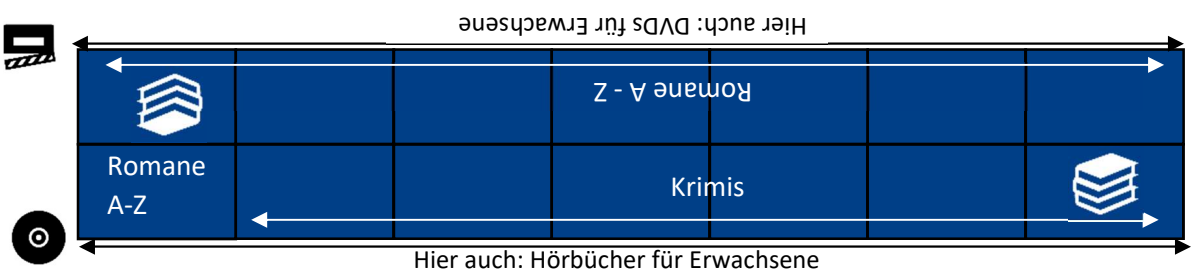 Hier auch: DVDs für Erwachsene
Romane A - Z
Romane
A-Z
Krimis
Hier auch: Hörbücher für Erwachsene